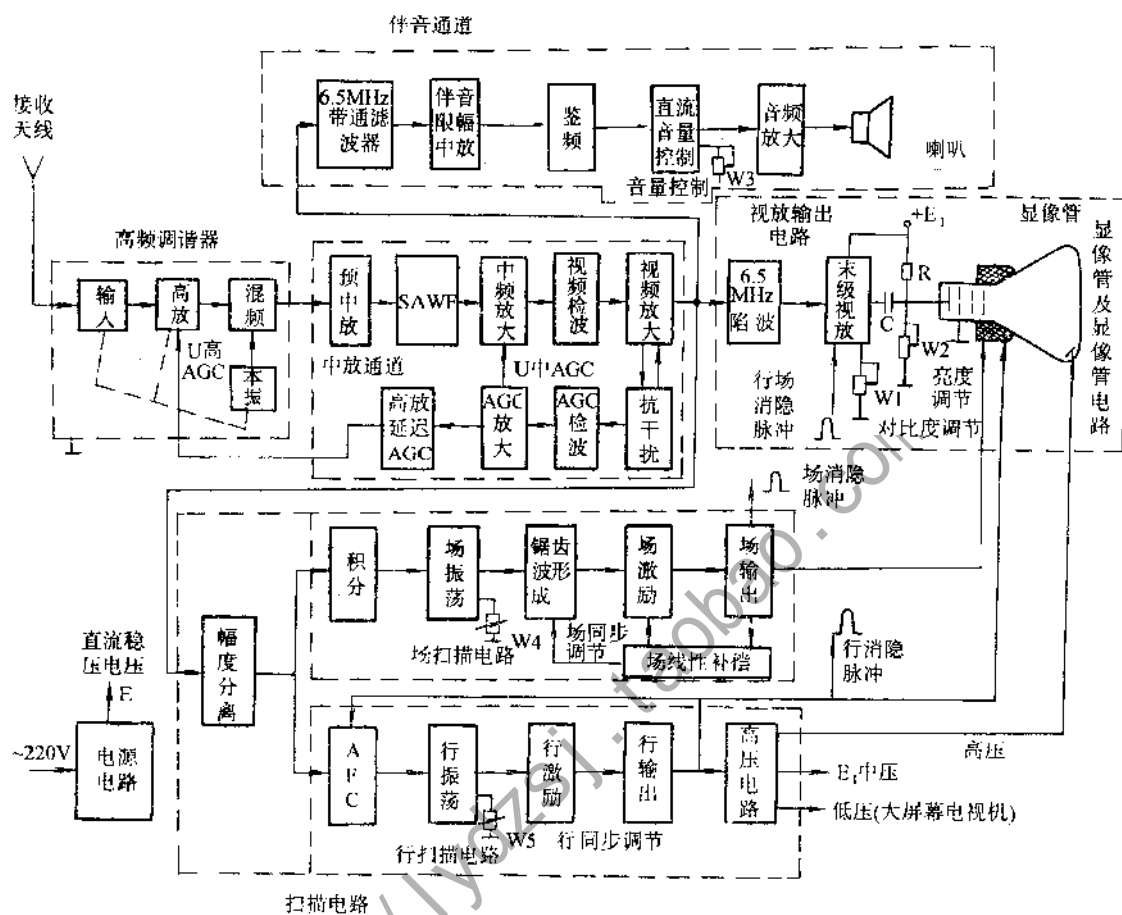 伴音通道
接收
天线
6.5MHz
带通滤
波器
伴音
限幅
中放
鉴
频
直流
音量
控制
音频
放大
喇叭
W3
音量控制
高频调谐器
输
入
高
放
混
频
本
振
U高
AGC
预
中
放
SAWF
中
频
放
大
视
频
检
波
视
频
放
大
中放通道
U中AGC
高放
延迟
AGC
AGC
放
大
AGC
检
波
抗
干
扰
视放输出
电路
+E₁
显像管
显像管及显像管电路
6.5
MHz
陷波
末
级
视
放
C
R
W2
亮度
调节
W1
对比度调节
行场
消隐
脉冲
场消隐
脉冲
积
分
场
振
荡
锯齿
波形
成
场
激
励
场
输
出
W4
场同步
调节
场扫描电路
场线性补偿
行消隐
脉冲
幅
度
分
离
直流稳
压电压
E
~220V
电源
电路
A
F
C
行
振
荡
行
激
励
行
输
出
高
压
电
路
高压
E₁中压
低压(大屏幕电视机)
W5
行同步调节
行扫描电路
扫描电路
/lydzsj.taobao.com